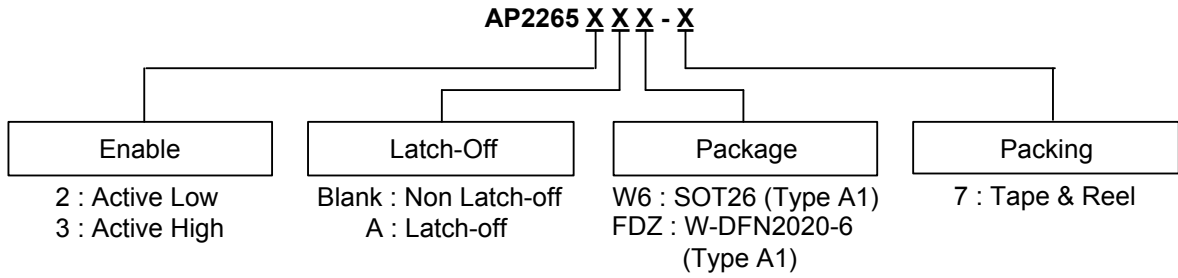 AP2265 X X X - X
Enable
Latch-Off
Package
Packing
2 : Active Low
3 : Active High
Blank : Non Latch-off
A : Latch-off
W6 : SOT26 (Type A1)
FDZ : W-DFN2020-6
(Type A1)
7 : Tape & Reel